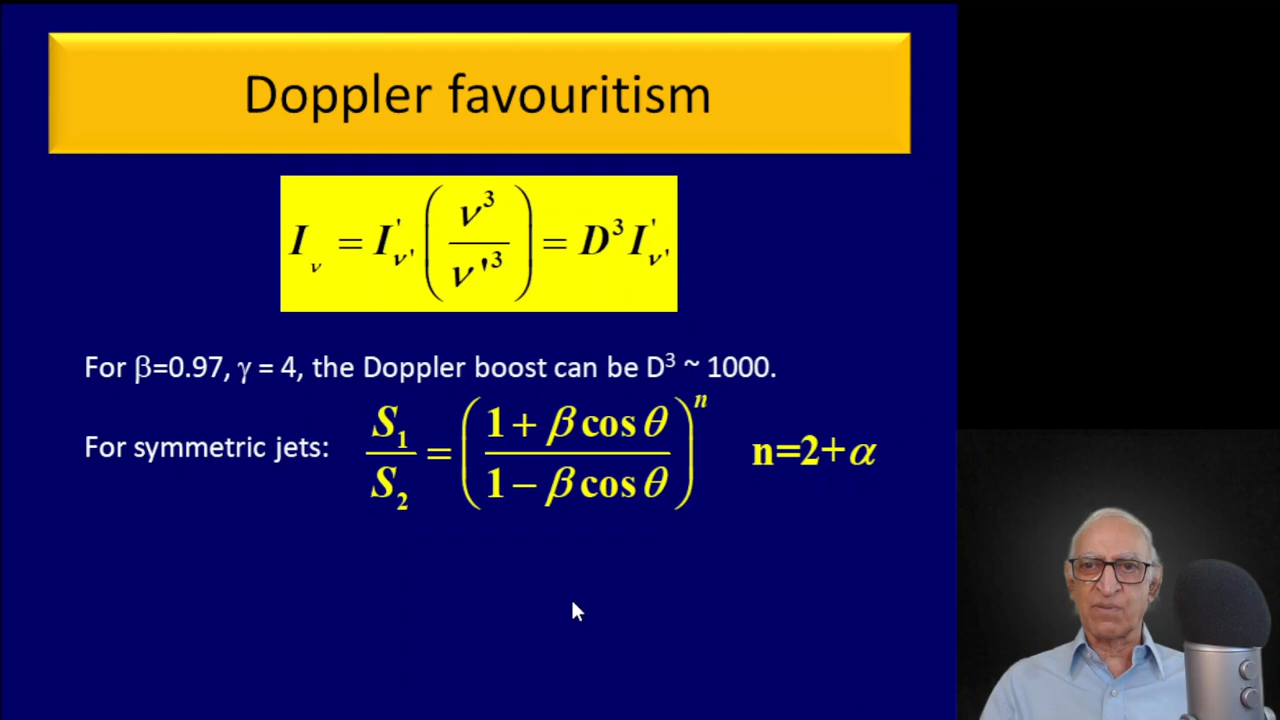 Doppler favouritism
I_ν = I'_ν' (ν³ / ν'³) = D³ I'_ν'
For β=0.97, γ = 4, the Doppler boost can be D³ ~ 1000.
For symmetric jets: S₁/S₂ = ((1 + β cos θ) / (1 − β cos θ))ⁿ n=2+α